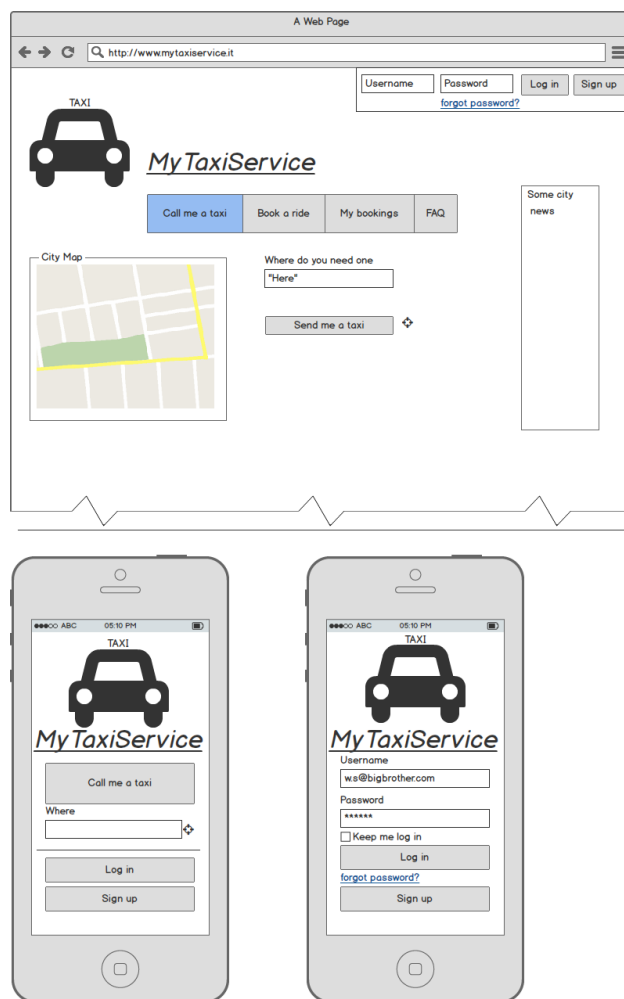 A Web Page
http://www.mytaxiservice.it
Username Password Log in Sign up
forgot password?
TAXI
MyTaxiService
Call me a taxi Book a ride My bookings FAQ
Some city
news
City Map
Where do you need one
"Here"
Send me a taxi
ABC 05:10 PM
TAXI
MyTaxiService
Call me a taxi
Where
Log in
Sign up
ABC 05:10 PM
TAXI
MyTaxiService
Username
w.s@bigbrother.com
Password
******
Keep me log in
Log in
forgot password?
Sign up